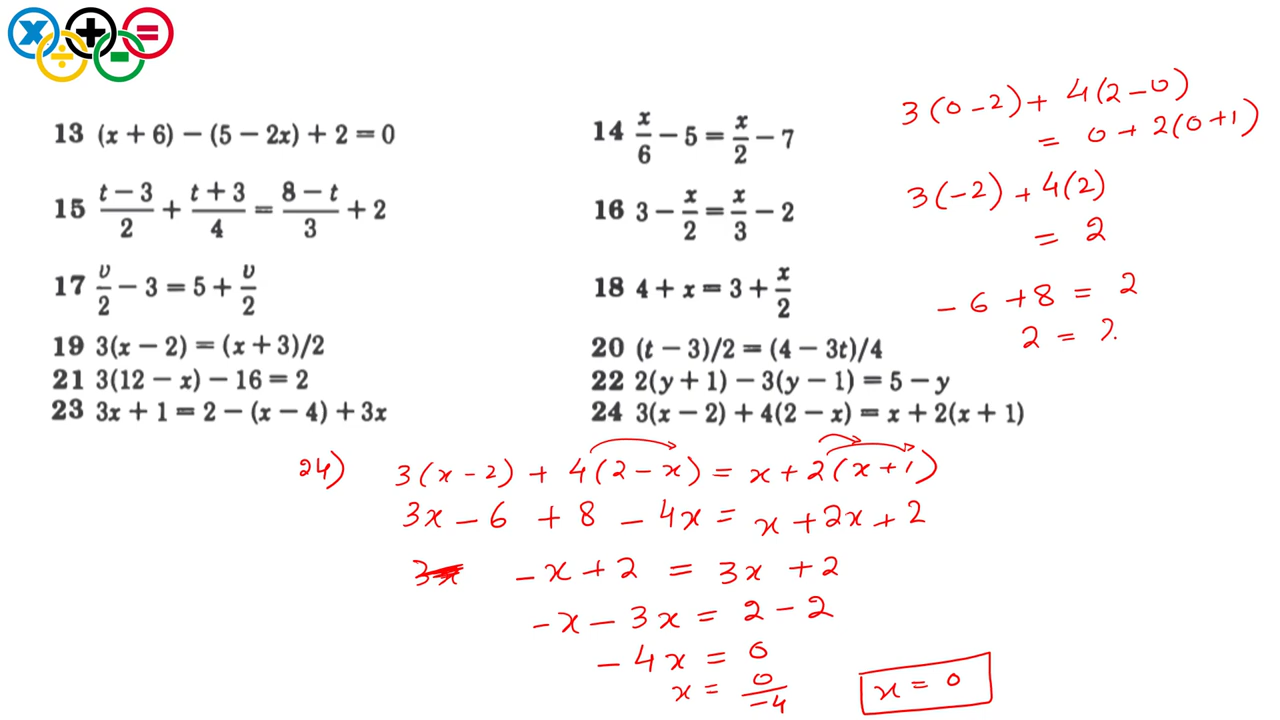 13 (x + 6) − (5 − 2x) + 2 = 0
14 x/6 − 5 = x/2 − 7
15 (t − 3)/2 + (t + 3)/4 = (8 − t)/3 + 2
16 3 − x/2 = x/3 − 2
17 v/2 − 3 = 5 + v/2
18 4 + x = 3 + x/2
19 3(x − 2) = (x + 3)/2
20 (t − 3)/2 = (4 − 3t)/4
21 3(12 − x) − 16 = 2
22 2(y + 1) − 3(y − 1) = 5 − y
23 3x + 1 = 2 − (x − 4) + 3x
24 3(x − 2) + 4(2 − x) = x + 2(x + 1)
3(0−2) + 4(2−0)
= 0 + 2(0+1)
3(−2) + 4(2)
= 2
−6 + 8 = 2
2 = 2
24) 3(x−2) + 4(2−x) = x + 2(x+1)
3x − 6 + 8 − 4x = x + 2x + 2
−x + 2 = 3x + 2
−x − 3x = 2 − 2
−4x = 0
x = 0/−4
x = 0